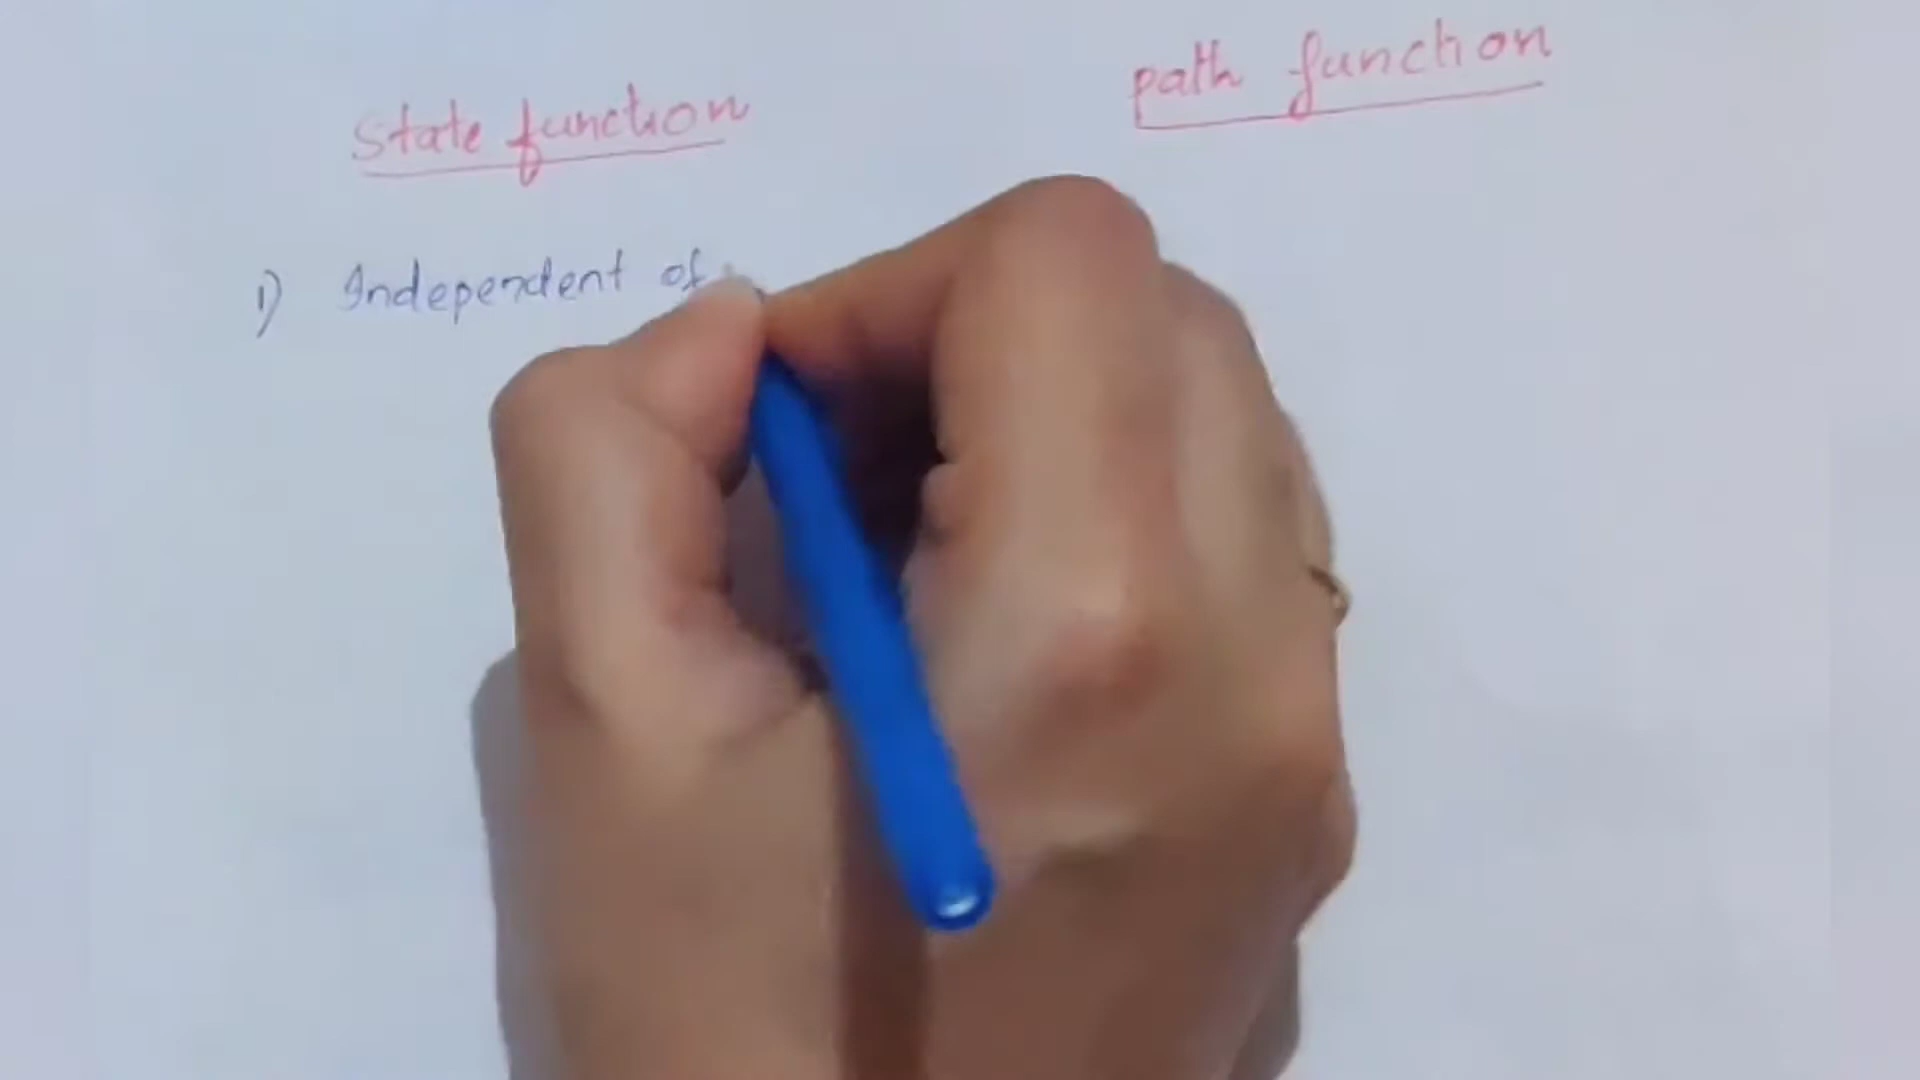 State function
path function
1) Independent of